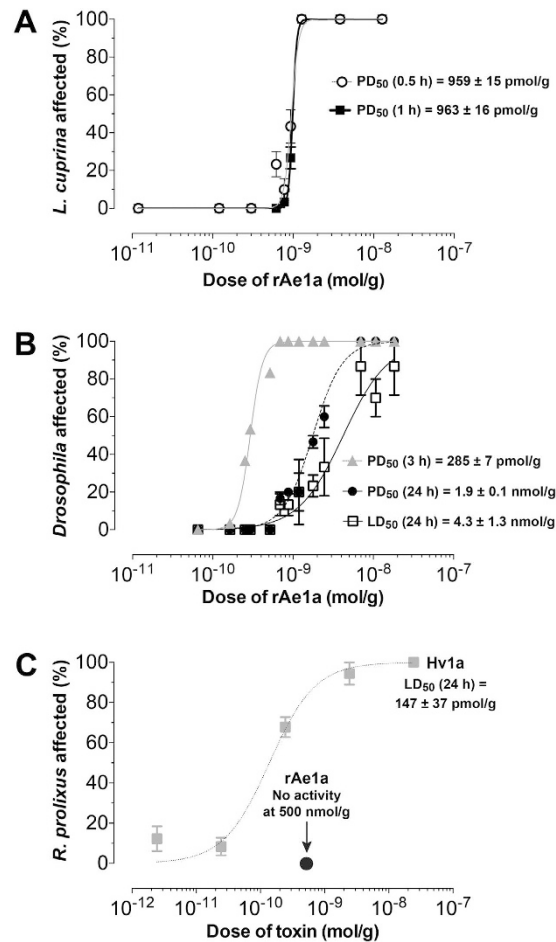 A
L. cuprina affected (%)
100
80
60
40
20
0
PD₅₀ (0.5 h) = 959 ± 15 pmol/g
PD₅₀ (1 h) = 963 ± 16 pmol/g
10⁻¹¹ 10⁻¹⁰ 10⁻⁹ 10⁻⁸ 10⁻⁷
Dose of rAe1a (mol/g)
B
Drosophila affected (%)
100
80
60
40
20
0
PD₅₀ (3 h) = 285 ± 7 pmol/g
PD₅₀ (24 h) = 1.9 ± 0.1 nmol/g
LD₅₀ (24 h) = 4.3 ± 1.3 nmol/g
10⁻¹¹ 10⁻¹⁰ 10⁻⁹ 10⁻⁸ 10⁻⁷
Dose of rAe1a (mol/g)
C
R. prolixus affected (%)
100
80
60
40
20
0
Hv1a
LD₅₀ (24 h) =
147 ± 37 pmol/g
rAe1a
No activity
at 500 nmol/g
10⁻¹² 10⁻¹¹ 10⁻¹⁰ 10⁻⁹ 10⁻⁸ 10⁻⁷
Dose of toxin (mol/g)